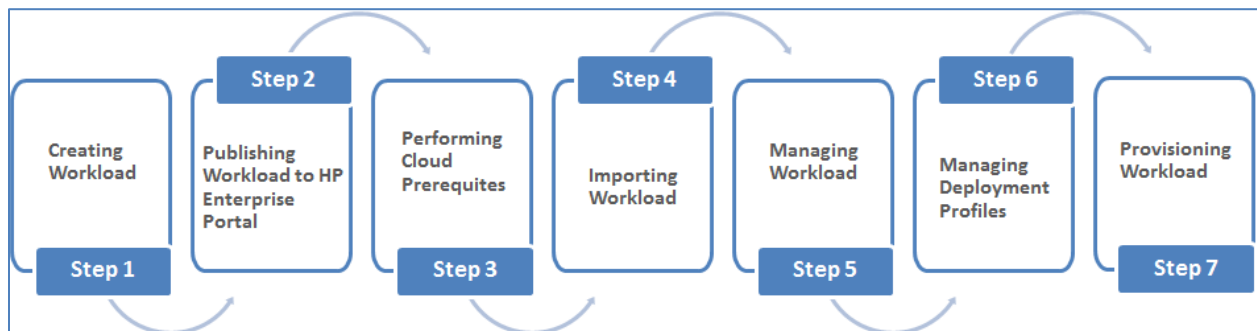 Creating
Workload
Step 1
Step 2
Publishing
Workload to HP
Enterprise
Portal
Performing
Cloud
Prerequites
Step 3
Step 4
Importing
Workload
Managing
Workload
Step 5
Step 6
Managing
Deployment
Profiles
Provisioning
Workload
Step 7